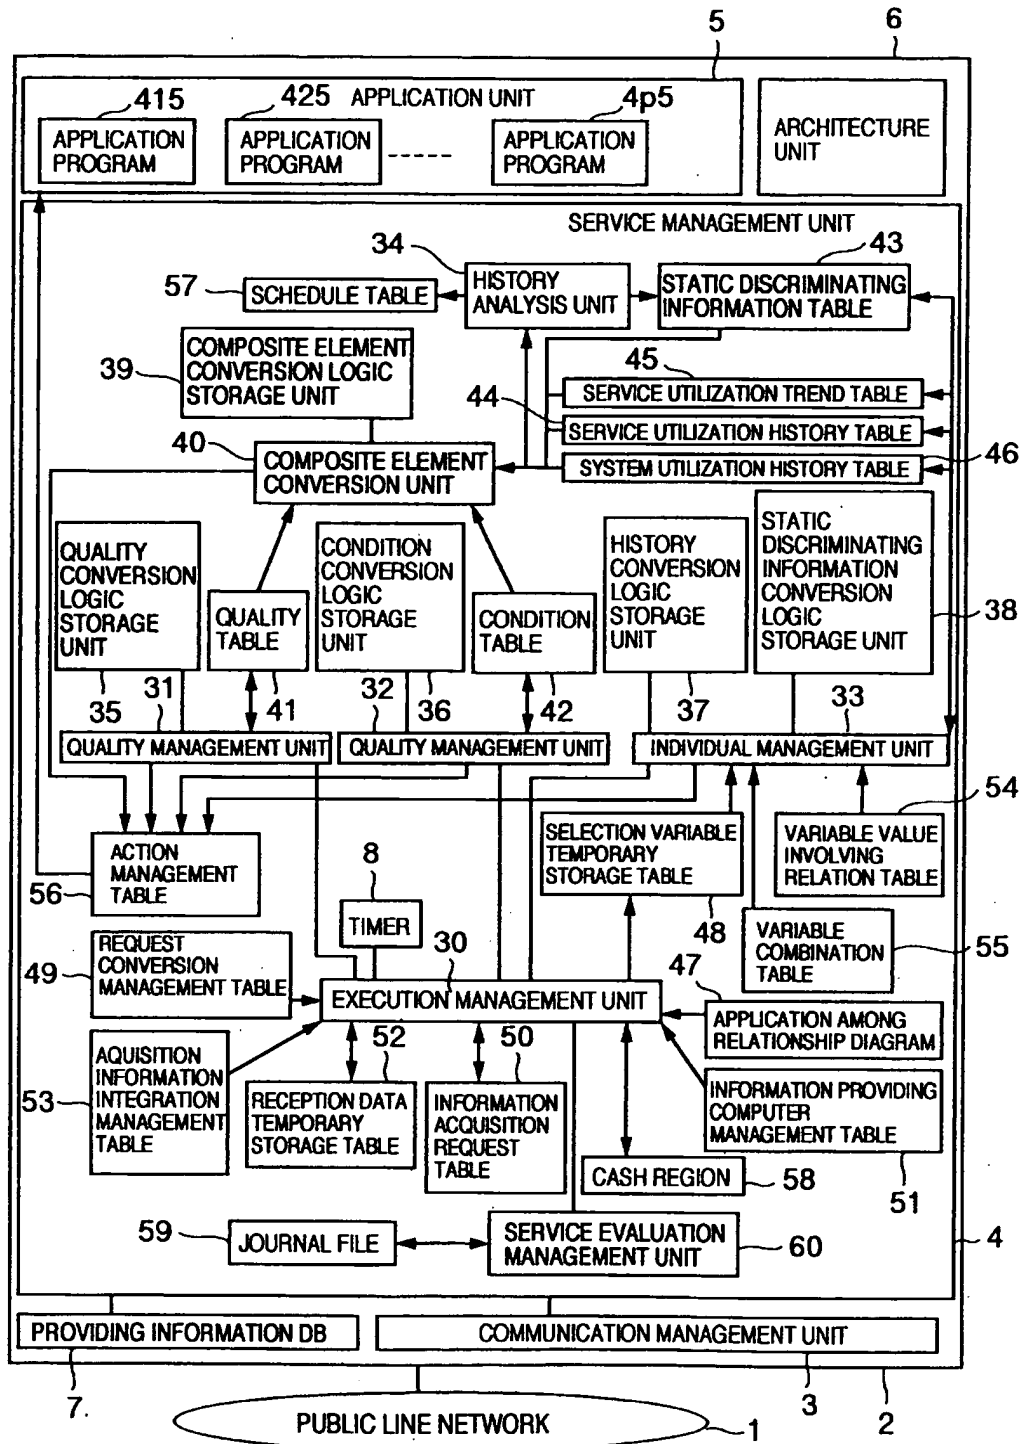 5
6
415
425
APPLICATION UNIT
4p5
APPLICATION
PROGRAM
APPLICATION
PROGRAM
-----
APPLICATION
PROGRAM
ARCHITECTURE
UNIT
SERVICE MANAGEMENT UNIT
34
43
57
SCHEDULE TABLE
HISTORY
ANALYSIS UNIT
STATIC DISCRIMINATING
INFORMATION TABLE
39
COMPOSITE ELEMENT
CONVERSION LOGIC
STORAGE UNIT
45
SERVICE UTILIZATION TREND TABLE
44
SERVICE UTILIZATION HISTORY TABLE
40
COMPOSITE ELEMENT
CONVERSION UNIT
SYSTEM UTILIZATION HISTORY TABLE
46
QUALITY
CONVERSION
LOGIC
STORAGE
UNIT
QUALITY
TABLE
CONDITION
CONVERSION
LOGIC
STORAGE
UNIT
CONDITION
TABLE
HISTORY
CONVERSION
LOGIC
STORAGE
UNIT
STATIC
DISCRIMINATING
INFORMATION
CONVERSION
LOGIC
STORAGE UNIT
38
35
31
41
32
36
42
37
33
QUALITY MANAGEMENT UNIT
QUALITY MANAGEMENT UNIT
INDIVIDUAL MANAGEMENT UNIT
54
56
ACTION
MANAGEMENT
TABLE
8
TIMER
SELECTION VARIABLE
TEMPORARY
STORAGE TABLE
48
VARIABLE VALUE
INVOLVING
RELATION TABLE
VARIABLE
COMBINATION
TABLE
55
49
REQUEST
CONVERSION
MANAGEMENT TABLE
30
EXECUTION MANAGEMENT UNIT
47
APPLICATION AMONG
RELATIONSHIP DIAGRAM
53
AQUISITION
INFORMATION
INTEGRATION
MANAGEMENT
TABLE
52
RECEPTION DATA
TEMPORARY
STORAGE TABLE
50
INFORMATION
ACQUISITION
REQUEST
TABLE
INFORMATION PROVIDING
COMPUTER
MANAGEMENT TABLE
51
CASH REGION
58
59
JOURNAL FILE
SERVICE EVALUATION
MANAGEMENT UNIT
60
4
PROVIDING INFORMATION DB
COMMUNICATION MANAGEMENT UNIT
7
3
2
PUBLIC LINE NETWORK
1